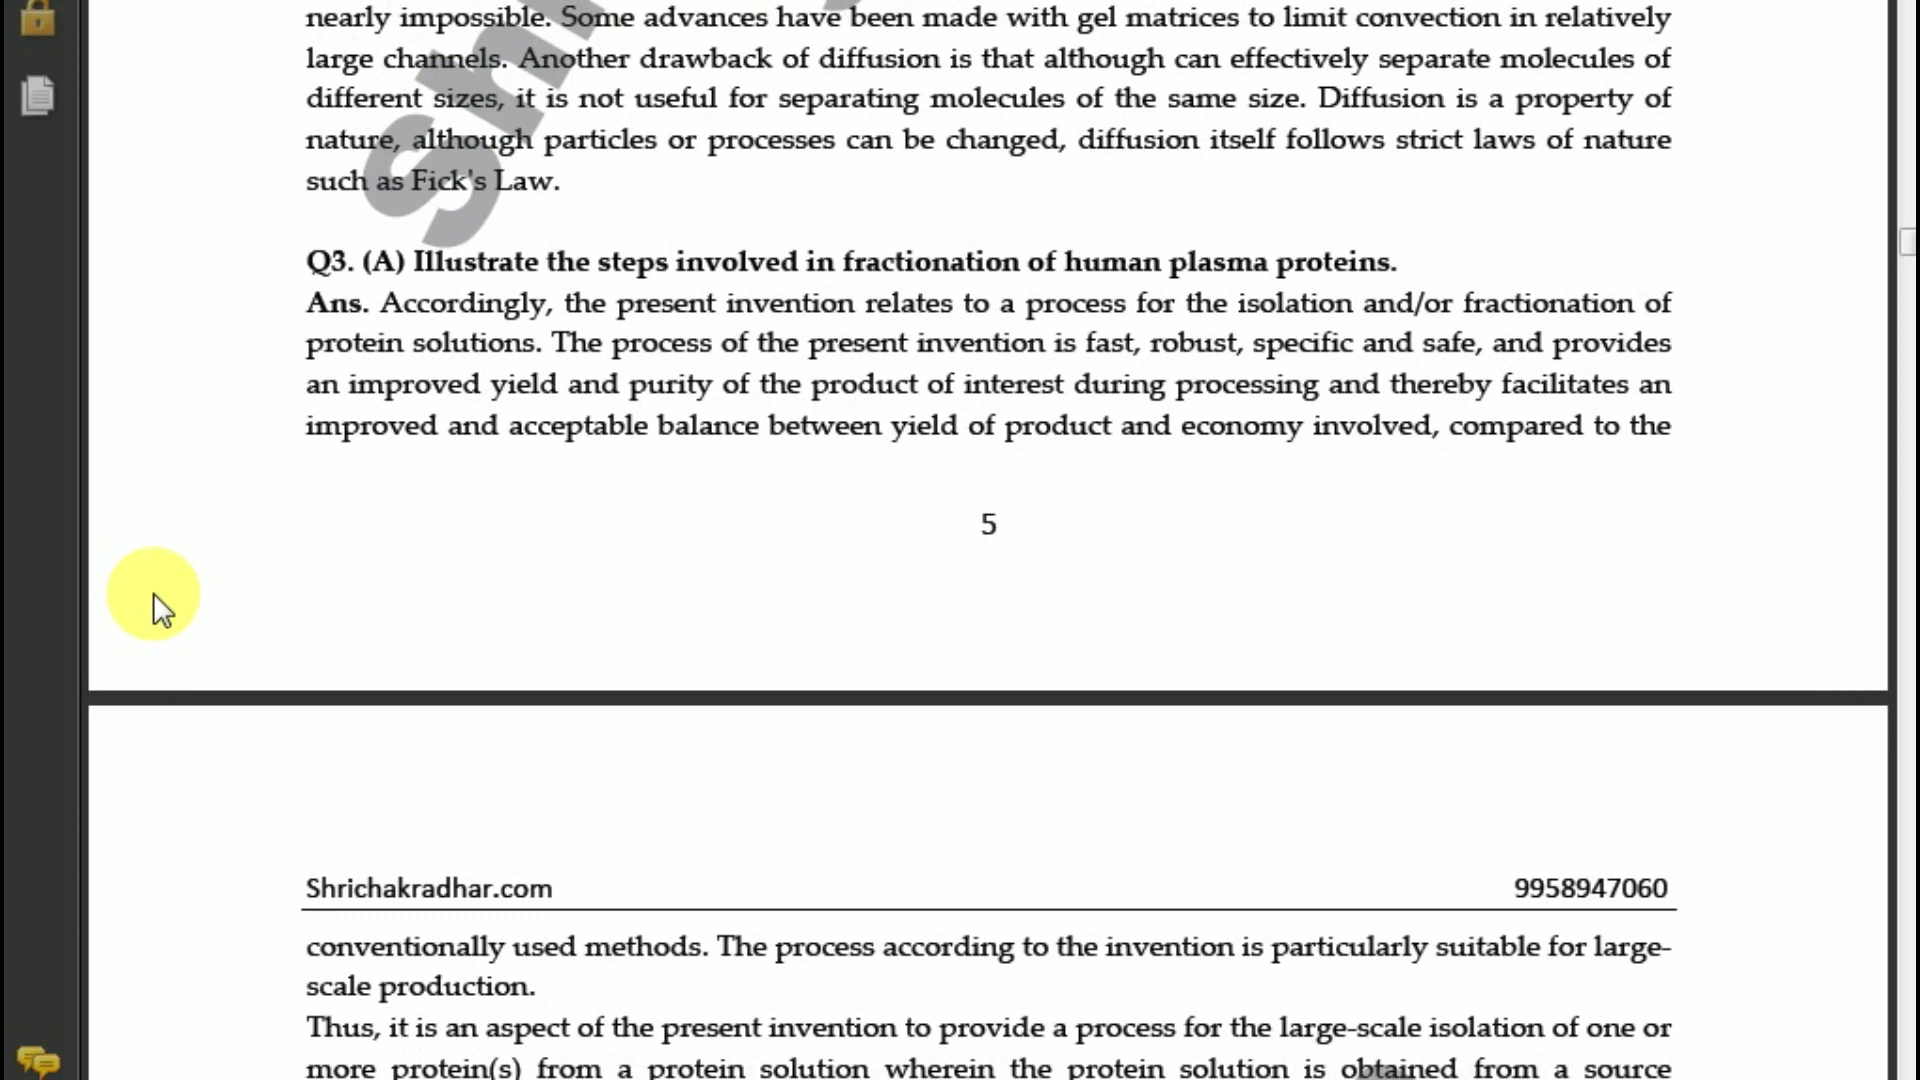 nearly impossible. Some advances have been made with gel matrices to limit convection in relatively
large channels. Another drawback of diffusion is that although can effectively separate molecules of
different sizes, it is not useful for separating molecules of the same size. Diffusion is a property of
nature, although particles or processes can be changed, diffusion itself follows strict laws of nature
such as Fick's Law.
Q3. (A) Illustrate the steps involved in fractionation of human plasma proteins.
Ans. Accordingly, the present invention relates to a process for the isolation and/or fractionation of
protein solutions. The process of the present invention is fast, robust, specific and safe, and provides
an improved yield and purity of the product of interest during processing and thereby facilitates an
improved and acceptable balance between yield of product and economy involved, compared to the
5
Shrichakradhar.com 9958947060
conventionally used methods. The process according to the invention is particularly suitable for large-
scale production.
Thus, it is an aspect of the present invention to provide a process for the large-scale isolation of one or
more protein(s) from a protein solution wherein the protein solution is obtained from a source